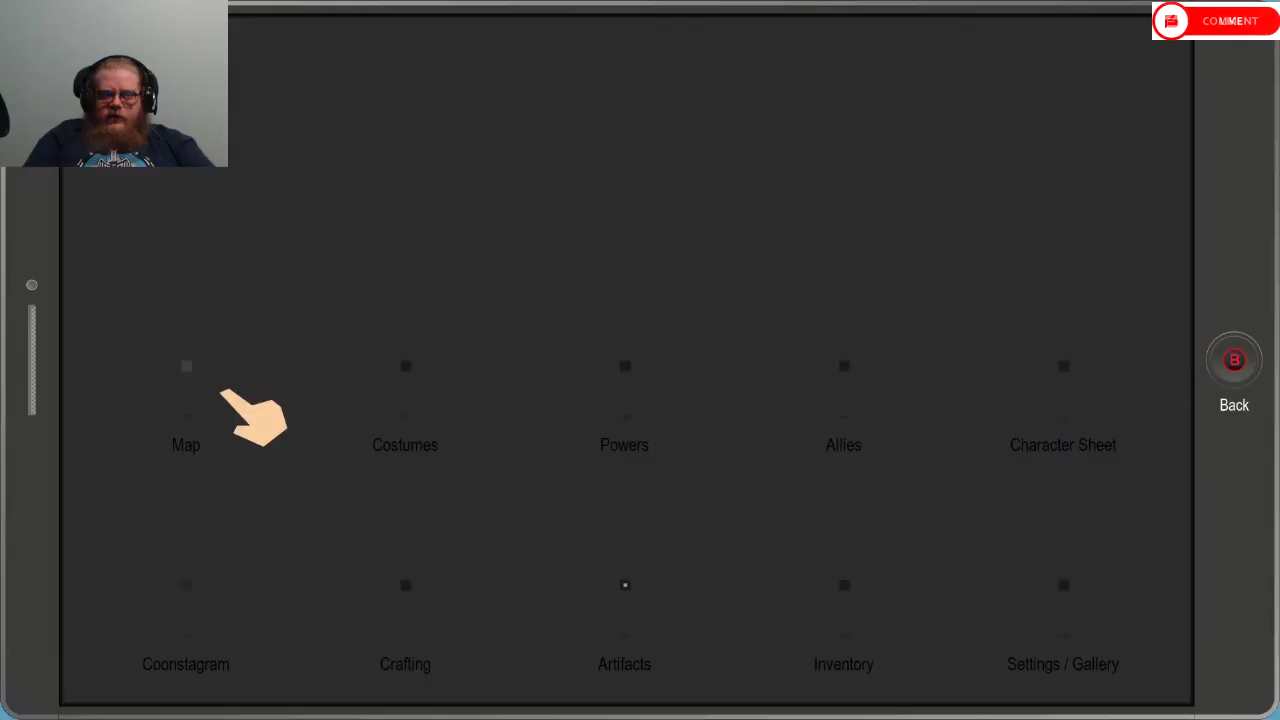 COMMENT
B
Back
Map
Costumes
Powers
Allies
Character Sheet
Coonstagram
Crafting
Artifacts
Inventory
Settings / Gallery